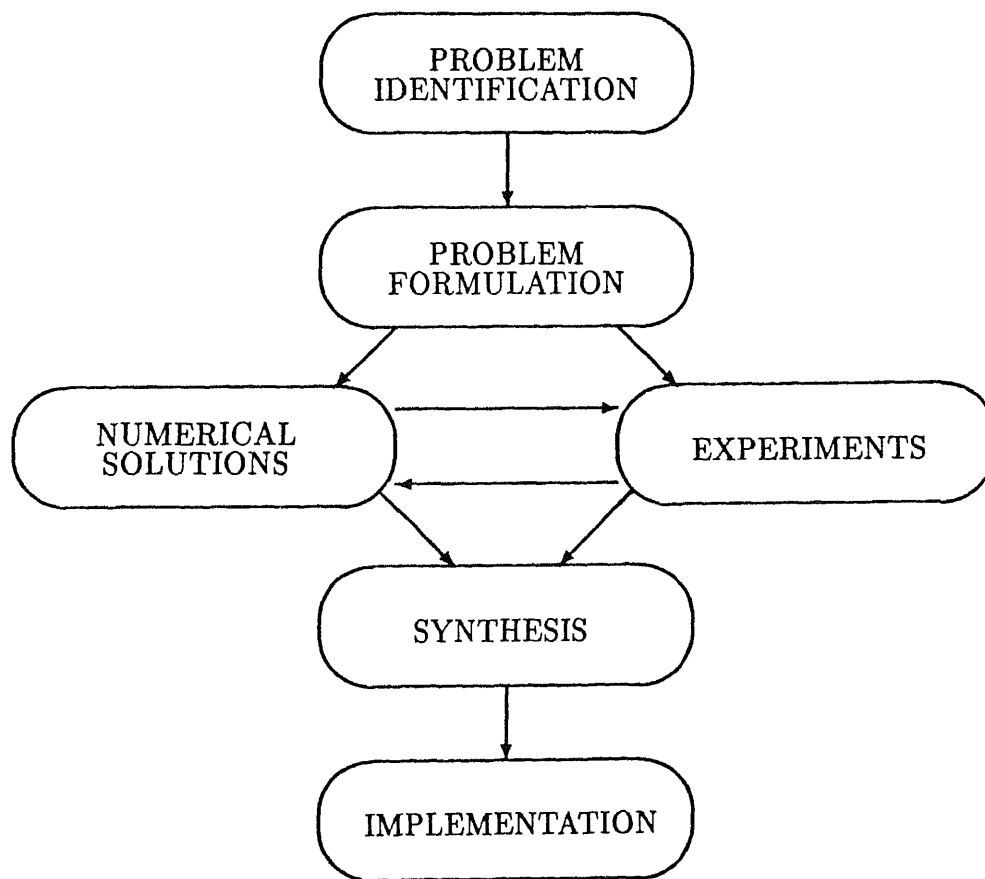 PROBLEM
IDENTIFICATION
PROBLEM
FORMULATION
NUMERICAL
SOLUTIONS
EXPERIMENTS
SYNTHESIS
IMPLEMENTATION